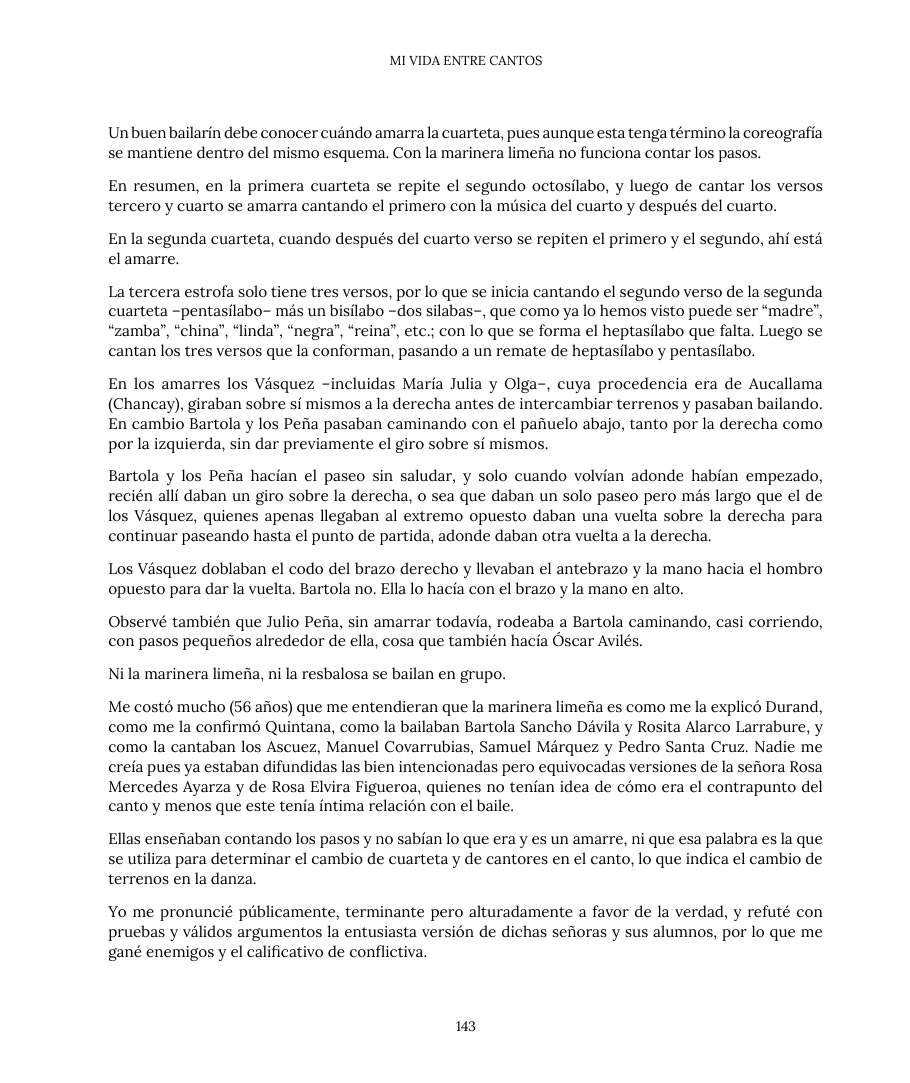 MI VIDA ENTRE CANTOS
Un buen bailarín debe conocer cuándo amarra la cuarteta, pues aunque esta tenga término la coreografía
se mantiene dentro del mismo esquema. Con la marinera limeña no funciona contar los pasos.
En resumen, en la primera cuarteta se repite el segundo octosílabo, y luego de cantar los versos
tercero y cuarto se amarra cantando el primero con la música del cuarto y después del cuarto.
En la segunda cuarteta, cuando después del cuarto verso se repiten el primero y el segundo, ahí está
el amarre.
La tercera estrofa solo tiene tres versos, por lo que se inicia cantando el segundo verso de la segunda
cuarteta –pentasílabo– más un bisílabo –dos silabas–, que como ya lo hemos visto puede ser “madre”,
“zamba”, “china”, “linda”, “negra”, “reina”, etc.; con lo que se forma el heptasílabo que falta. Luego se
cantan los tres versos que la conforman, pasando a un remate de heptasílabo y pentasílabo.
En los amarres los Vásquez –incluidas María Julia y Olga–, cuya procedencia era de Aucallama
(Chancay), giraban sobre sí mismos a la derecha antes de intercambiar terrenos y pasaban bailando.
En cambio Bartola y los Peña pasaban caminando con el pañuelo abajo, tanto por la derecha como
por la izquierda, sin dar previamente el giro sobre sí mismos.
Bartola y los Peña hacían el paseo sin saludar, y solo cuando volvían adonde habían empezado,
recién allí daban un giro sobre la derecha, o sea que daban un solo paseo pero más largo que el de
los Vásquez, quienes apenas llegaban al extremo opuesto daban una vuelta sobre la derecha para
continuar paseando hasta el punto de partida, adonde daban otra vuelta a la derecha.
Los Vásquez doblaban el codo del brazo derecho y llevaban el antebrazo y la mano hacia el hombro
opuesto para dar la vuelta. Bartola no. Ella lo hacía con el brazo y la mano en alto.
Observé también que Julio Peña, sin amarrar todavía, rodeaba a Bartola caminando, casi corriendo,
con pasos pequeños alrededor de ella, cosa que también hacía Óscar Avilés.
Ni la marinera limeña, ni la resbalosa se bailan en grupo.
Me costó mucho (56 años) que me entendieran que la marinera limeña es como me la explicó Durand,
como me la confirmó Quintana, como la bailaban Bartola Sancho Dávila y Rosita Alarco Larrabure, y
como la cantaban los Ascuez, Manuel Covarrubias, Samuel Márquez y Pedro Santa Cruz. Nadie me
creía pues ya estaban difundidas las bien intencionadas pero equivocadas versiones de la señora Rosa
Mercedes Ayarza y de Rosa Elvira Figueroa, quienes no tenían idea de cómo era el contrapunto del
canto y menos que este tenía íntima relación con el baile.
Ellas enseñaban contando los pasos y no sabían lo que era y es un amarre, ni que esa palabra es la que
se utiliza para determinar el cambio de cuarteta y de cantores en el canto, lo que indica el cambio de
terrenos en la danza.
Yo me pronuncié públicamente, terminante pero alturadamente a favor de la verdad, y refuté con
pruebas y válidos argumentos la entusiasta versión de dichas señoras y sus alumnos, por lo que me
gané enemigos y el calificativo de conflictiva.
143